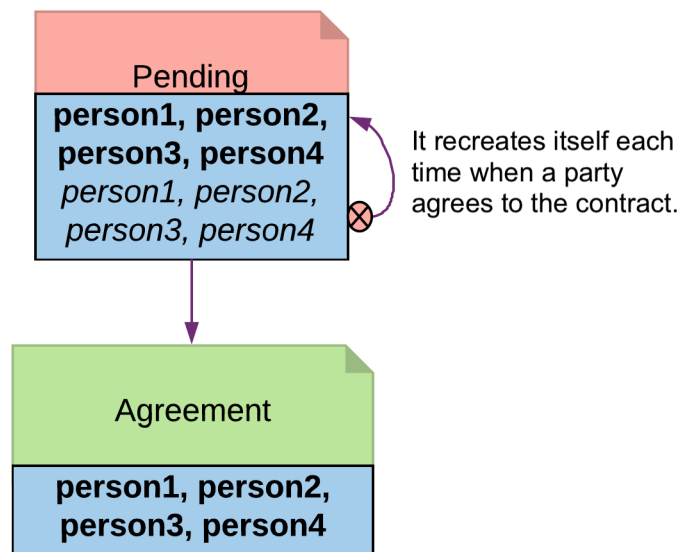 Pending
person1, person2,
person3, person4
person1, person2,
person3, person4
It recreates itself each
time when a party
agrees to the contract.
Agreement
person1, person2,
person3, person4